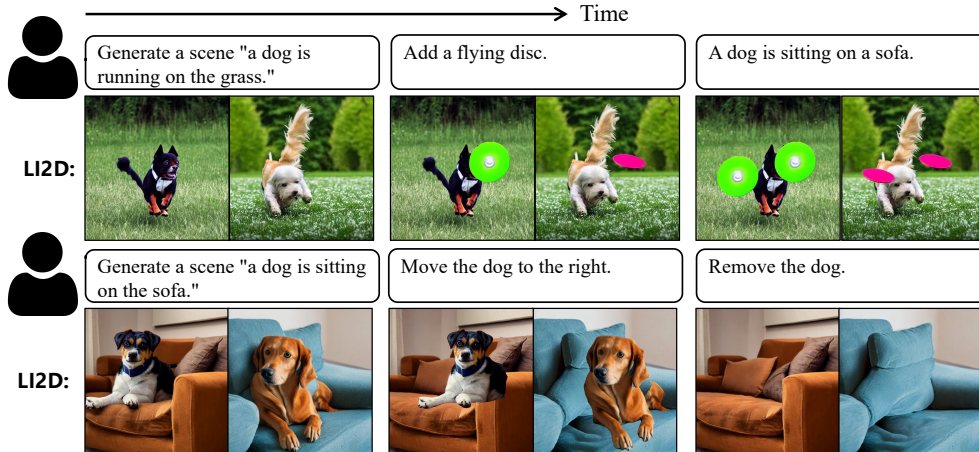 Time
Generate a scene "a dog is
running on the grass."
Add a flying disc.
A dog is sitting on a sofa.
LI2D:
Generate a scene "a dog is sitting
on the sofa."
Move the dog to the right.
Remove the dog.
LI2D: